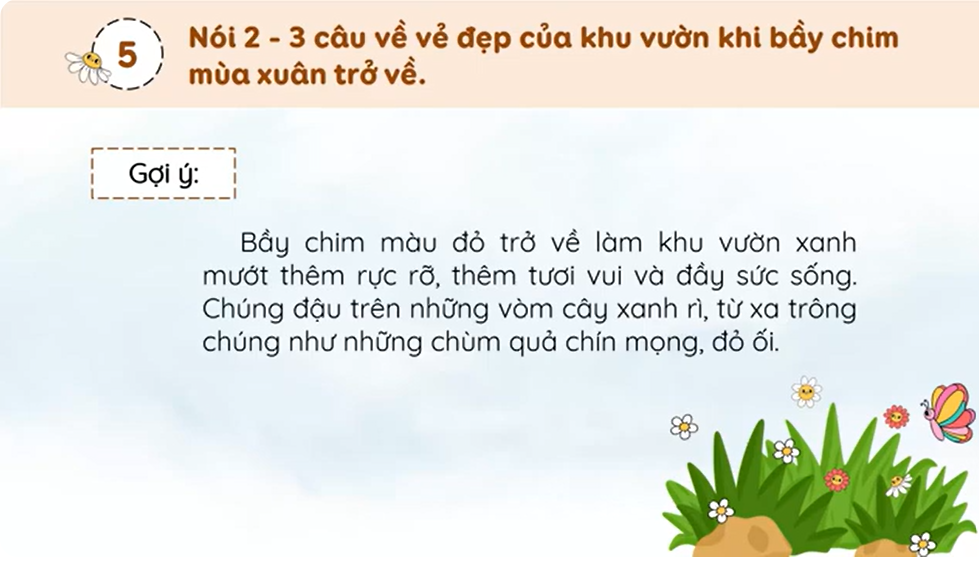 5
Nói 2 - 3 câu về vẻ đẹp của khu vườn khi bầy chim
mùa xuân trở về.
Gợi ý:
Bầy chim màu đỏ trở về làm khu vườn xanh
mướt thêm rực rỡ, thêm tươi vui và đầy sức sống.
Chúng đậu trên những vòm cây xanh rì, từ xa trông
chúng như những chùm quả chín mọng, đỏ ối.